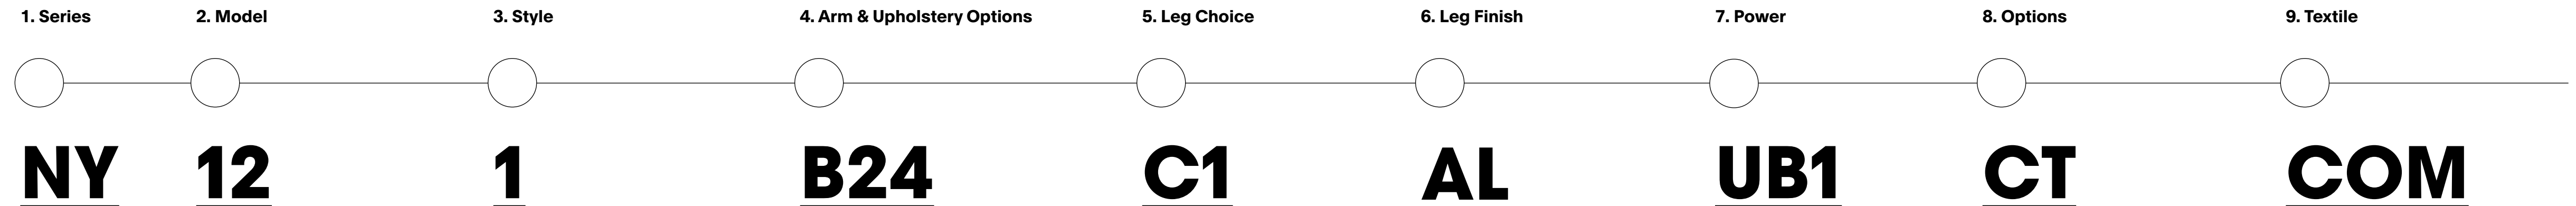 1. Series 2. Model 3. Style 4. Arm & Upholstery Options 5. Leg Choice 6. Leg Finish 7. Power 8. Options 9. Textile
NY 12 1 B24 C1 AL UB1 CT COM